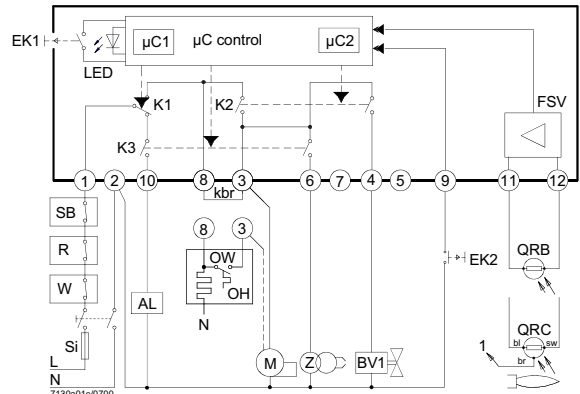 EK1
LED
µC1
µC control
µC2
FSV
K1
K2
K3
1
2
10
8
kbr
3
6
7
4
5
9
11
12
SB
R
W
Si
L
N
AL
8
3
OW
OH
N
M
Z
BV1
EK2
QRB
QRC
bl
sw
br
1
7130a01e/0700